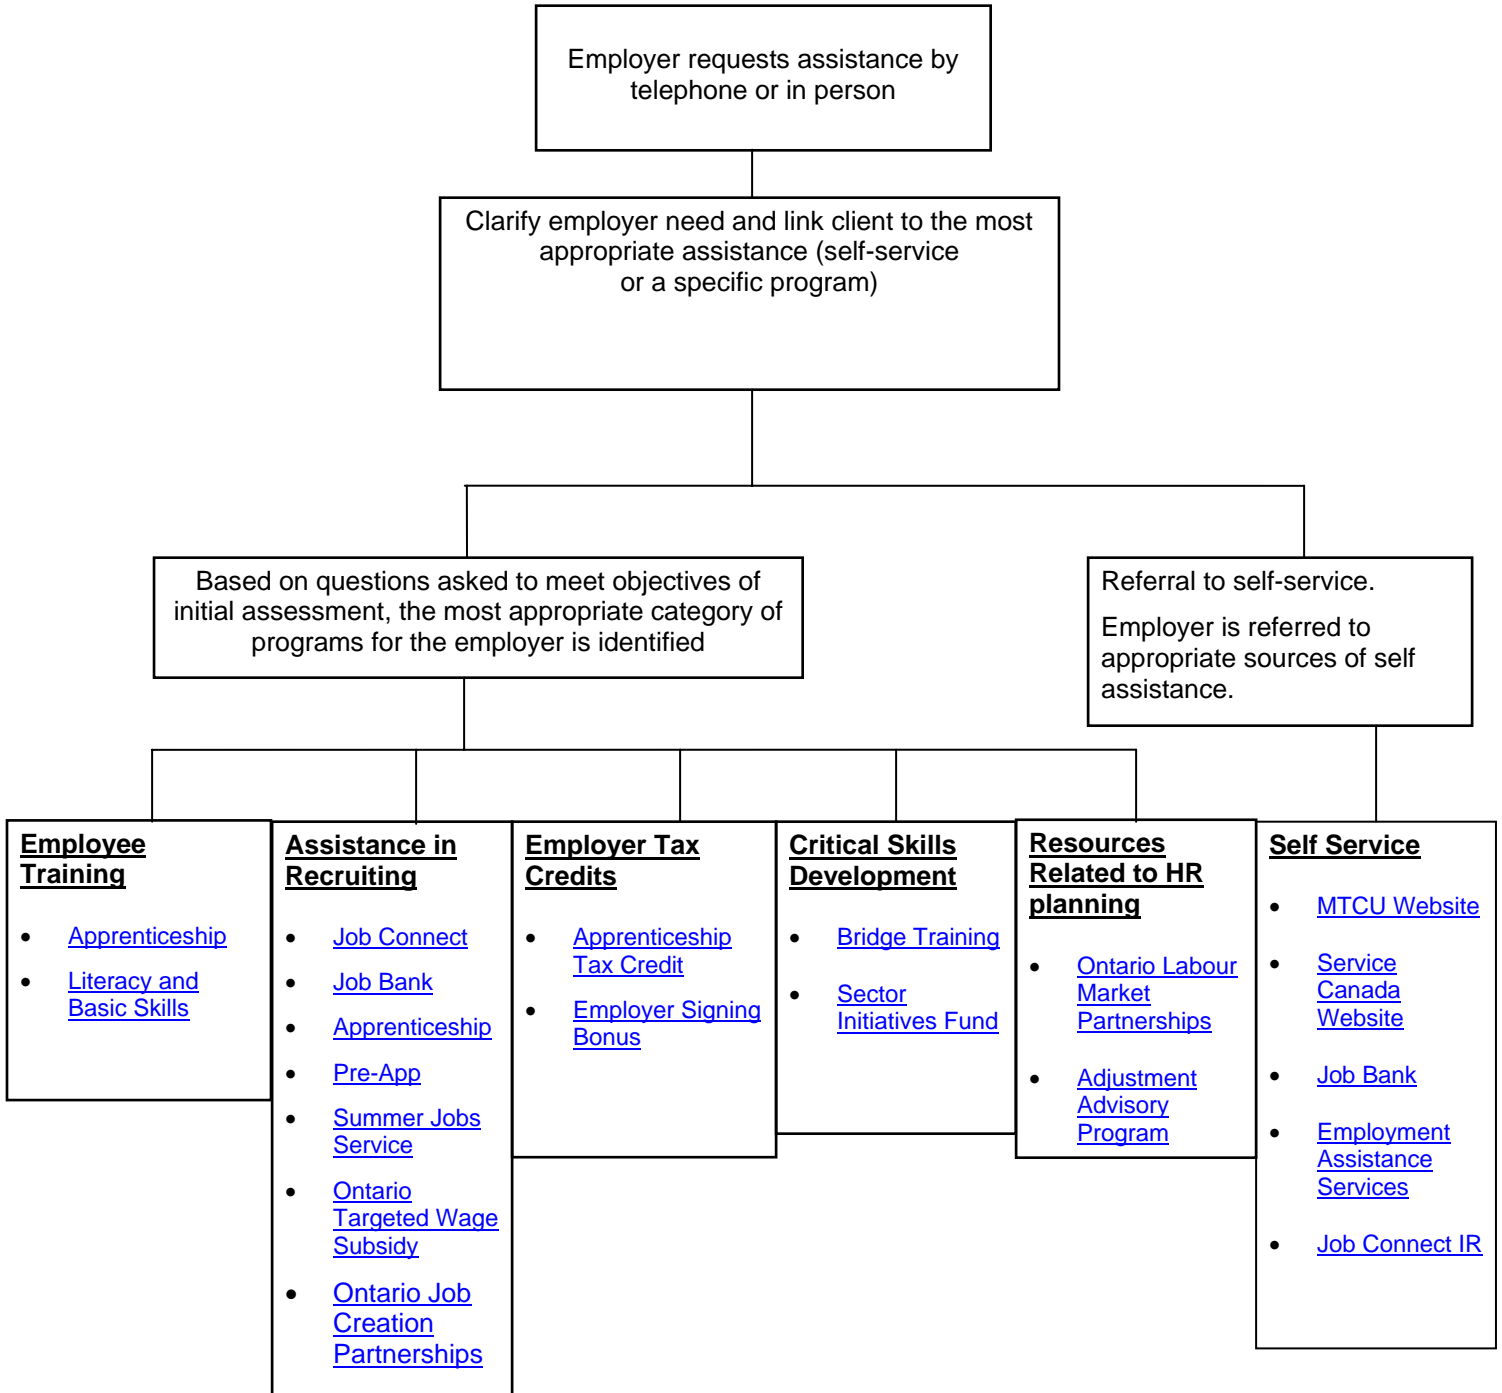 Employer requests assistance by
telephone or in person
Clarify employer need and link client to the most
appropriate assistance (self-service
or a specific program)
Based on questions asked to meet objectives of
initial assessment, the most appropriate category of
programs for the employer is identified
Referral to self-service.
Employer is referred to
appropriate sources of self
assistance.
Employee
Training
• Apprenticeship
• Literacy and
Basic Skills
Assistance in
Recruiting
• Job Connect
• Job Bank
• Apprenticeship
• Pre-App
• Summer Jobs
Service
• Ontario
Targeted Wage
Subsidy
• Ontario Job
Creation
Partnerships
Employer Tax
Credits
• Apprenticeship
Tax Credit
• Employer Signing
Bonus
Critical Skills
Development
• Bridge Training
• Sector
Initiatives Fund
Resources
Related to HR
planning
• Ontario Labour
Market
Partnerships
• Adjustment
Advisory
Program
Self Service
• MTCU Website
• Service
Canada
Website
• Job Bank
• Employment
Assistance
Services
• Job Connect IR